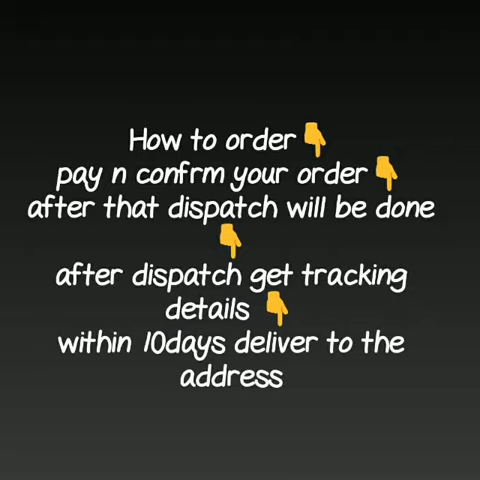 How to order👇
pay n confrm your order👇
after that dispatch will be done
👇
after dispatch get tracking
details 👇
within 10days deliver to the
address